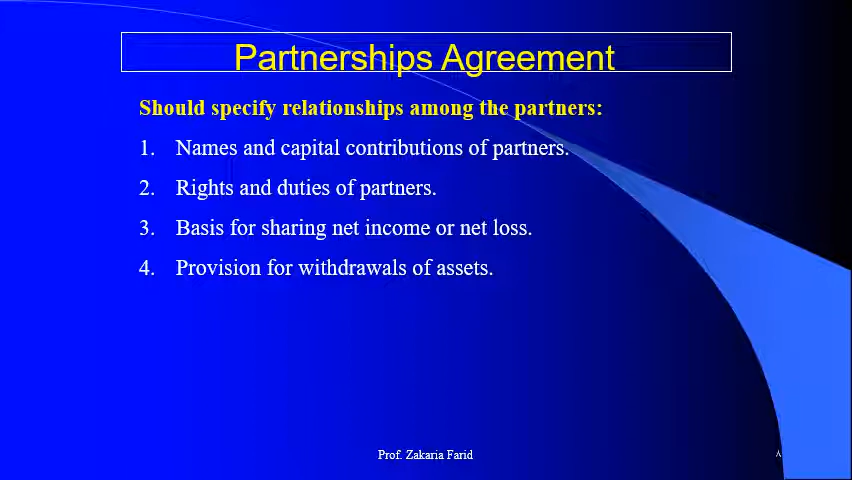 Partnerships Agreement
Should specify relationships among the partners:
1. Names and capital contributions of partners.
2. Rights and duties of partners.
3. Basis for sharing net income or net loss.
4. Provision for withdrawals of assets.
Prof. Zakaria Farid
٨